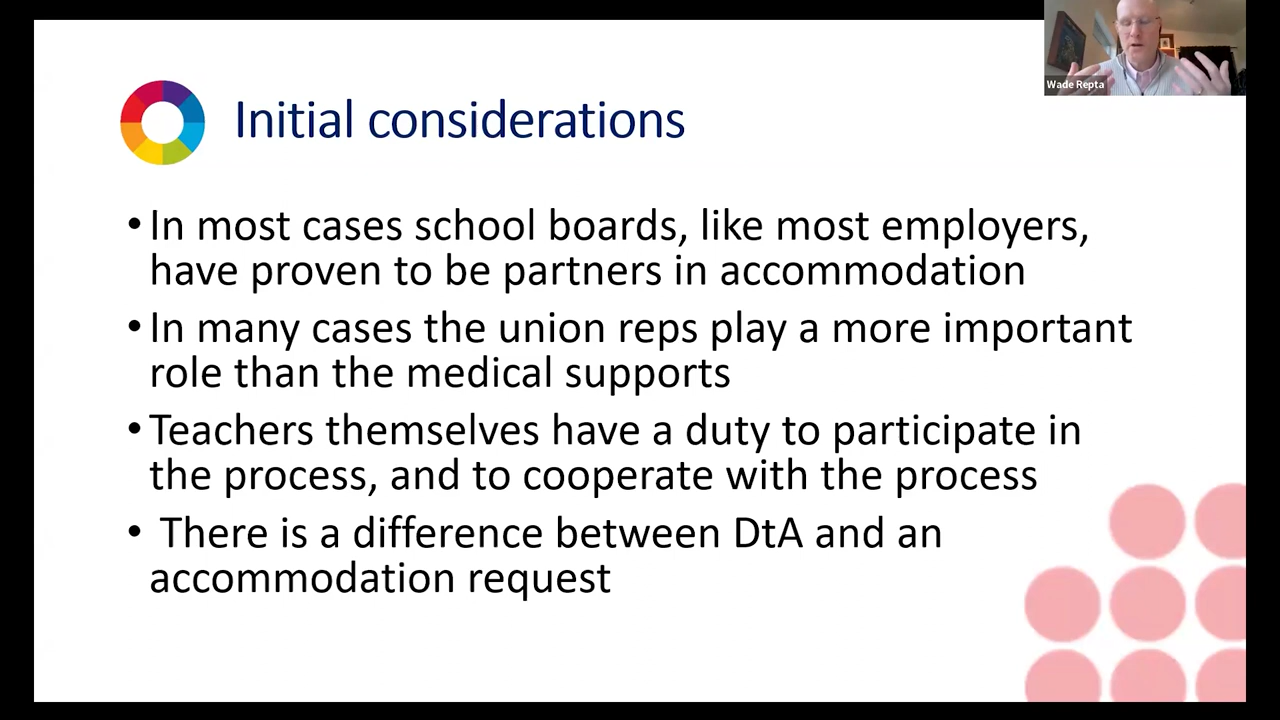 Wade Repta
Initial considerations
• In most cases school boards, like most employers,
have proven to be partners in accommodation
• In many cases the union reps play a more important
role than the medical supports
• Teachers themselves have a duty to participate in
the process, and to cooperate with the process
• There is a difference between DtA and an
accommodation request